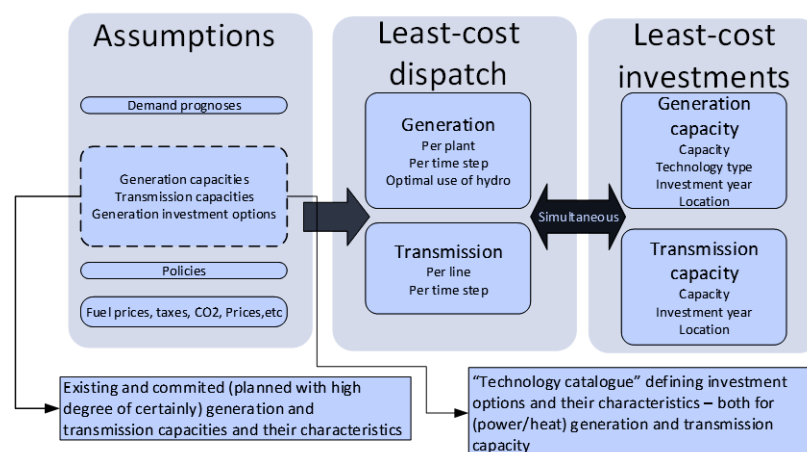 Assumptions
Demand prognoses
Generation capacities
Transmission capacities
Generation investment options
Policies
Fuel prices, taxes, CO2, Prices,etc
Least-cost
dispatch
Generation
Per plant
Per time step
Optimal use of hydro
Transmission
Per line
Per time step
Simultaneous
Least-cost
investments
Generation
capacity
Capacity
Technology type
Investment year
Location
Transmission
capacity
Capacity
Investment year
Location
Existing and commited (planned with high
degree of certainly) generation and
transmission capacities and their characteristics
“Technology catalogue” defining investment
options and their characteristics – both for
(power/heat) generation and transmission
capacity